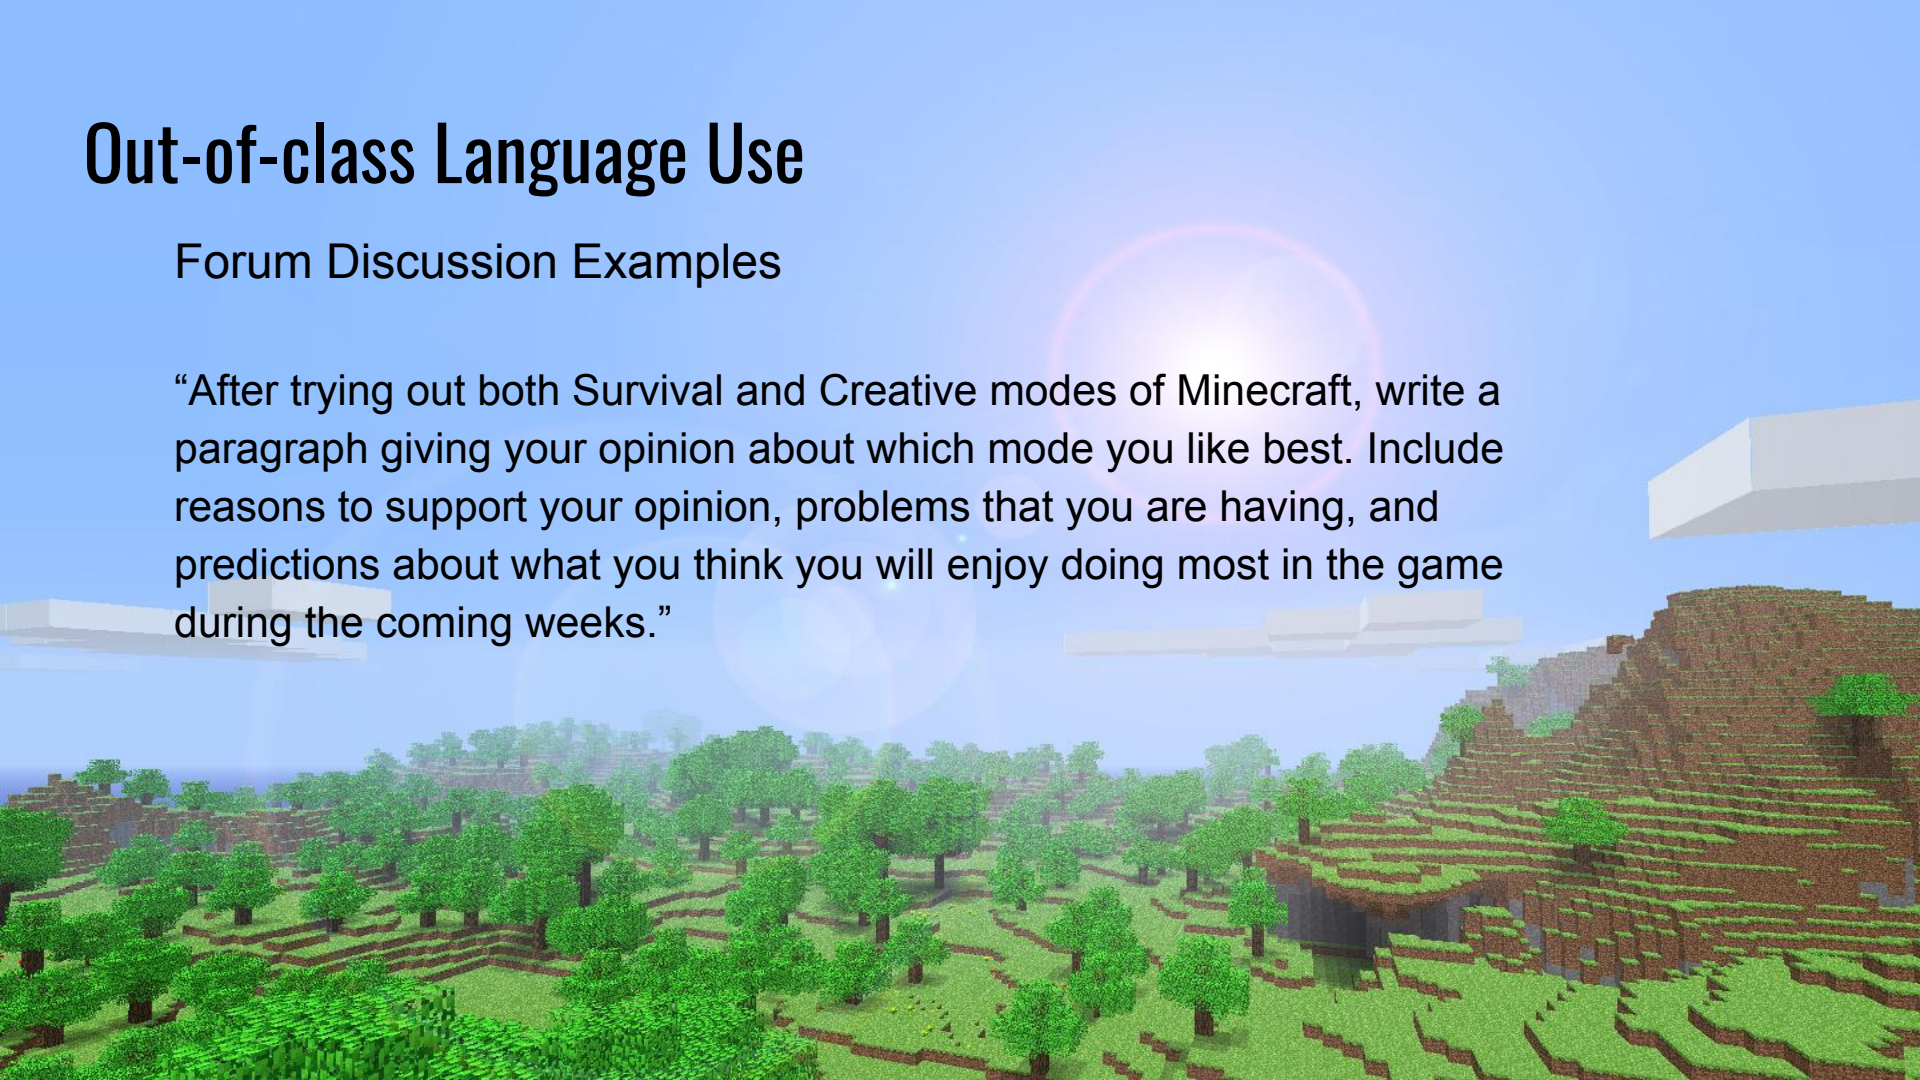 Out-of-class Language Use
Forum Discussion Examples
“After trying out both Survival and Creative modes of Minecraft, write a
paragraph giving your opinion about which mode you like best. Include
reasons to support your opinion, problems that you are having, and
predictions about what you think you will enjoy doing most in the game
during the coming weeks.”